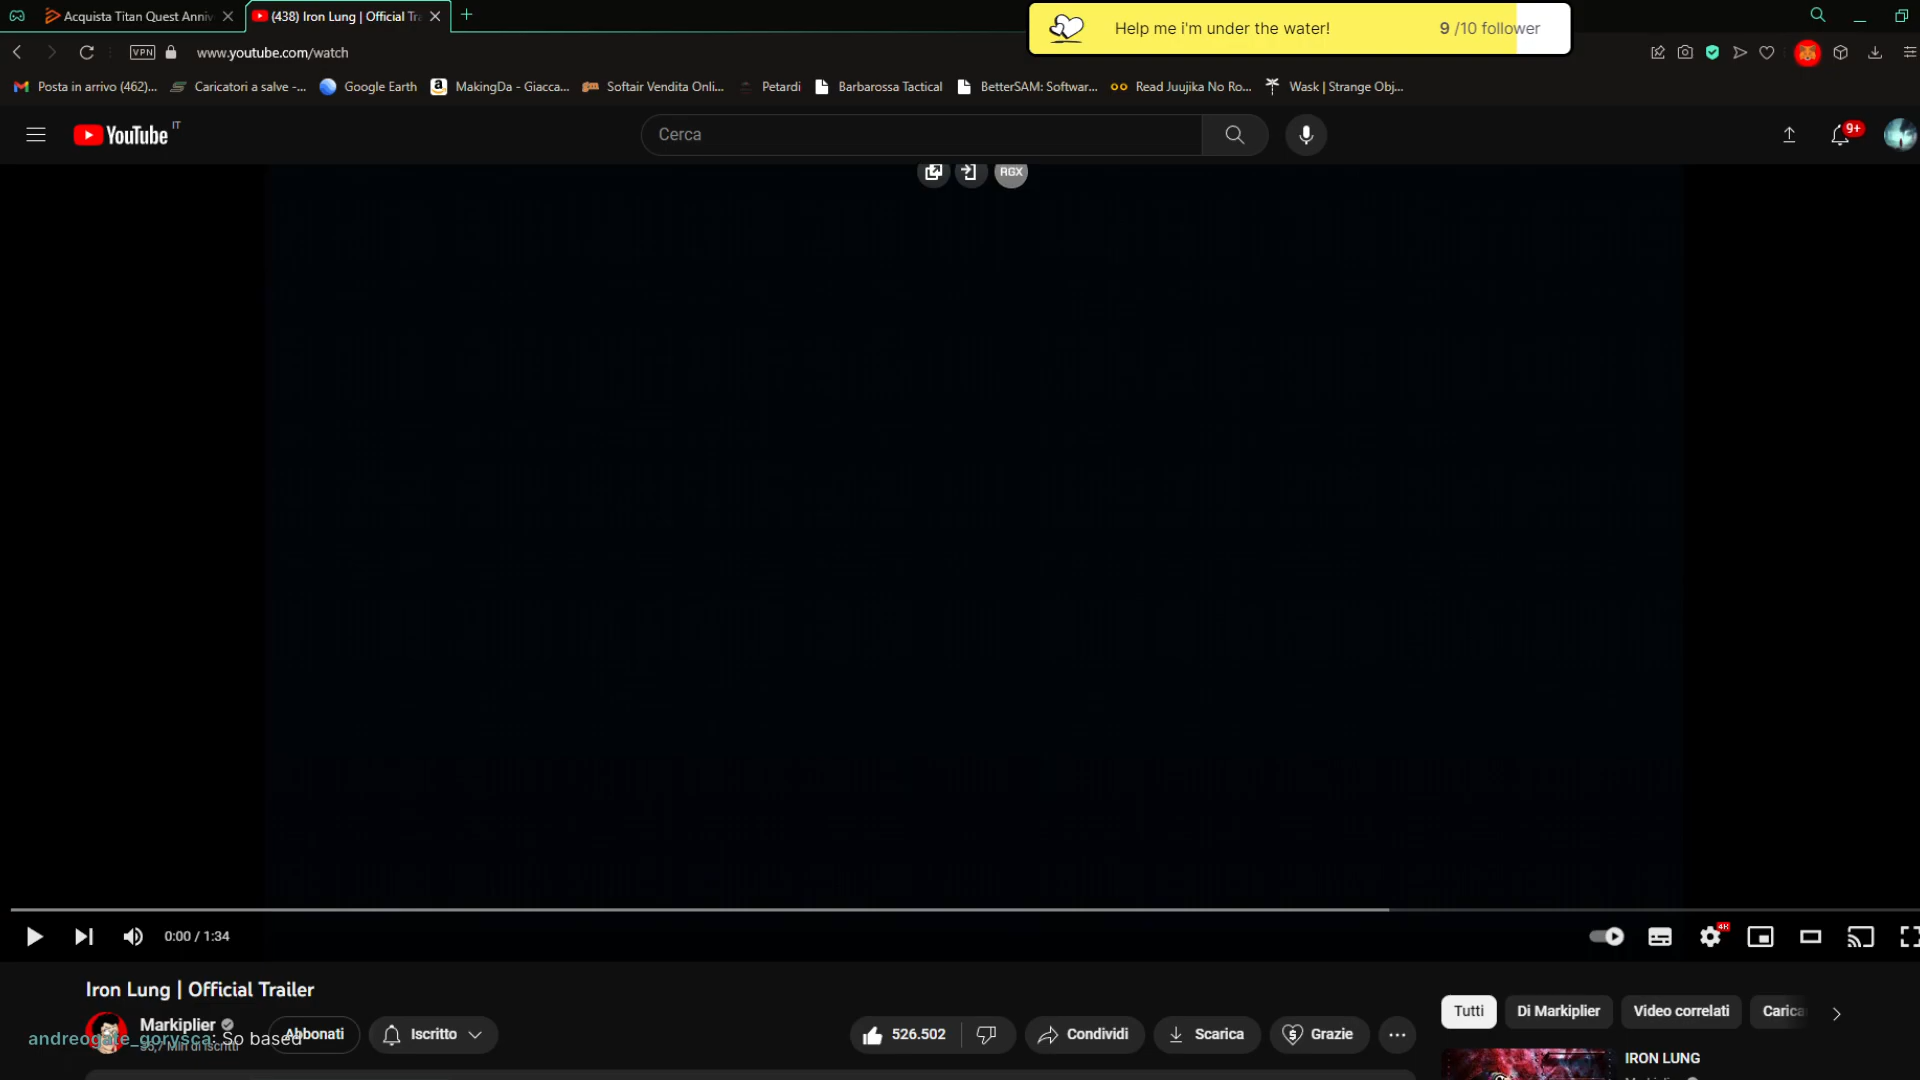 Acquista Titan Quest Anniv
(438) Iron Lung | Official Tra
Help me i'm under the water!
9 /10 follower
VPN
www.youtube.com/watch
Posta in arrivo (462)...
Caricatori a salve -...
Google Earth
MakingDa - Giacca...
Softair Vendita Onli...
Petardi
Barbarossa Tactical
BetterSAM: Softwar...
Read Juujika No Ro...
Wask | Strange Obj...
YouTube IT
Cerca
9+
RGX
0:00 / 1:34
4K
Iron Lung | Official Trailer
Markiplier
Abbonati
Iscritto
andreogate_gorysca: So based
526.502
Condividi
Scarica
Grazie
Tutti
Di Markiplier
Video correlati
Carica
IRON LUNG